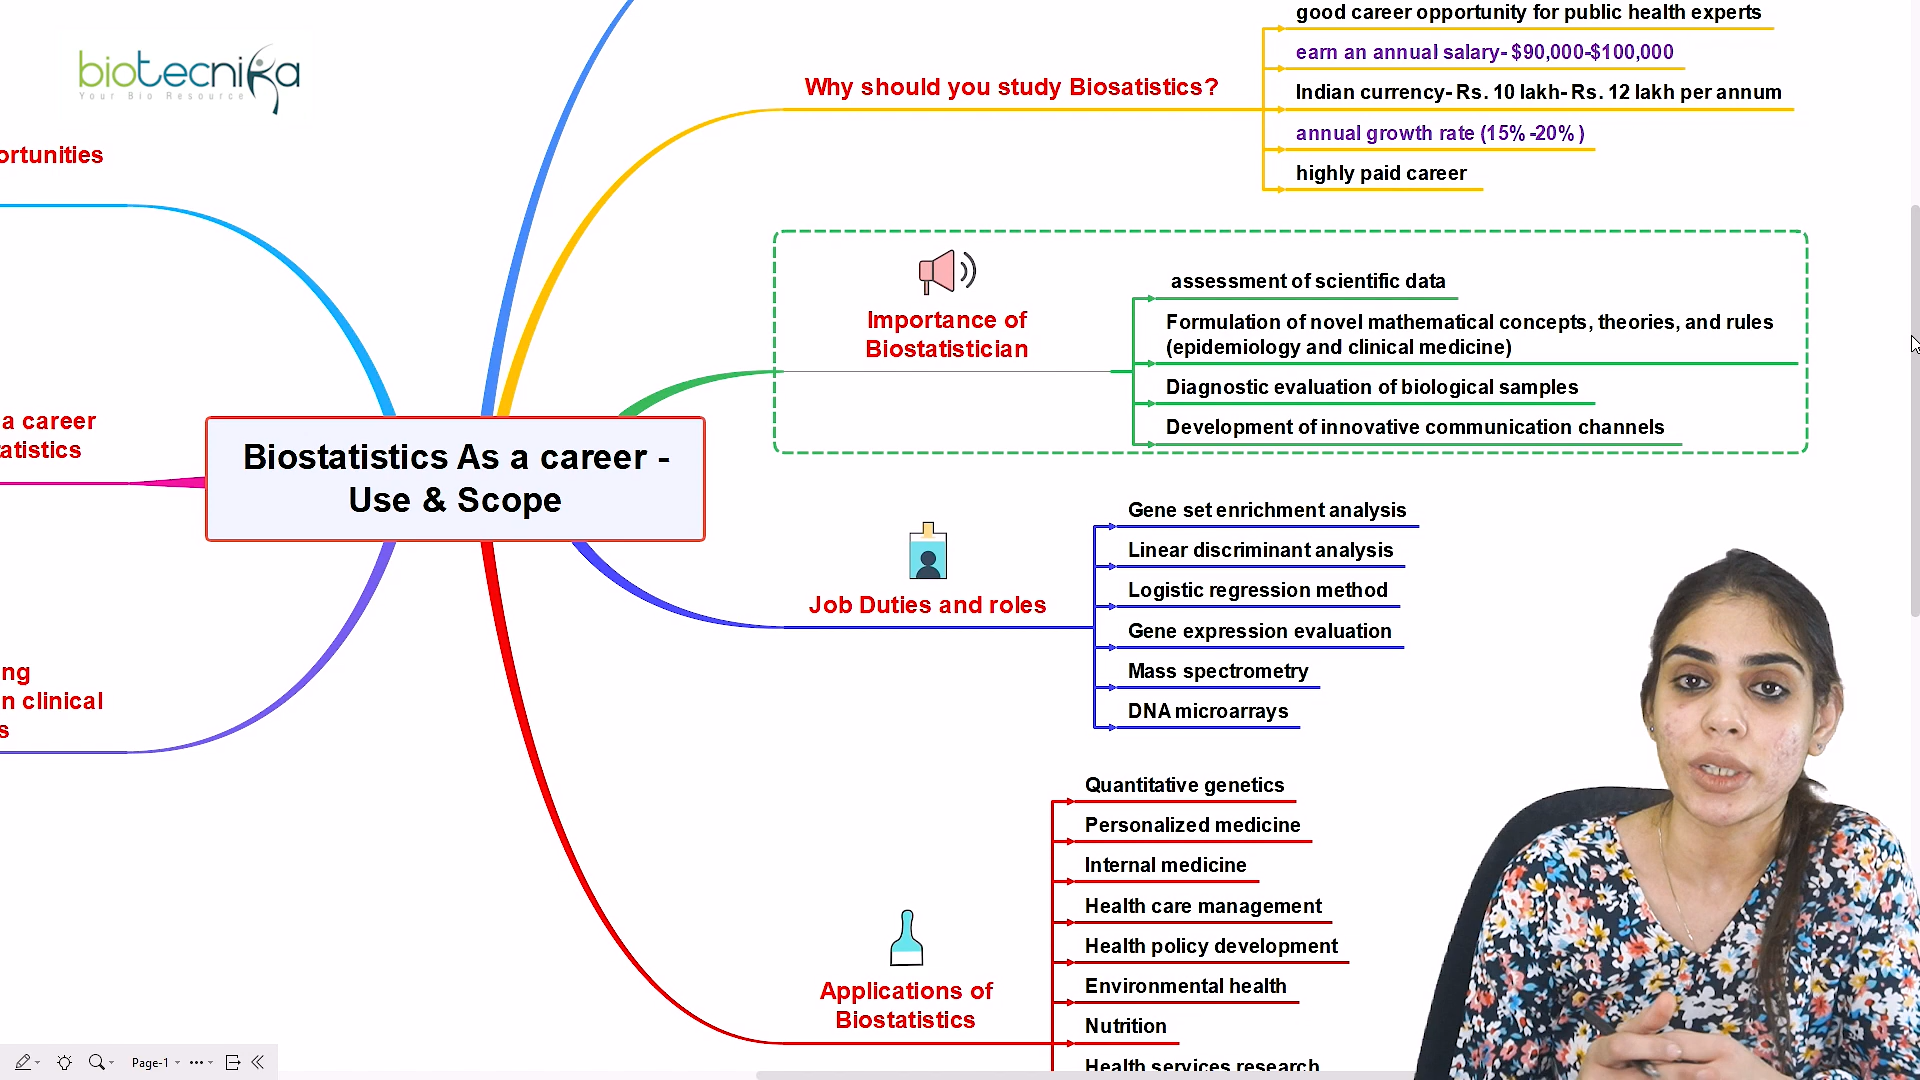 biotecnika
Your Bio Resource
ortunities
a career
atistics
ng
n clinical
s
Biostatistics As a career -
Use & Scope
Why should you study Biosatistics?
good career opportunity for public health experts
earn an annual salary- $90,000-$100,000
Indian currency- Rs. 10 lakh- Rs. 12 lakh per annum
annual growth rate (15% -20% )
highly paid career
Importance of
Biostatistician
assessment of scientific data
Formulation of novel mathematical concepts, theories, and rules
(epidemiology and clinical medicine)
Diagnostic evaluation of biological samples
Development of innovative communication channels
Job Duties and roles
Gene set enrichment analysis
Linear discriminant analysis
Logistic regression method
Gene expression evaluation
Mass spectrometry
DNA microarrays
Applications of
Biostatistics
Quantitative genetics
Personalized medicine
Internal medicine
Health care management
Health policy development
Environmental health
Nutrition
Health services research
Page-1